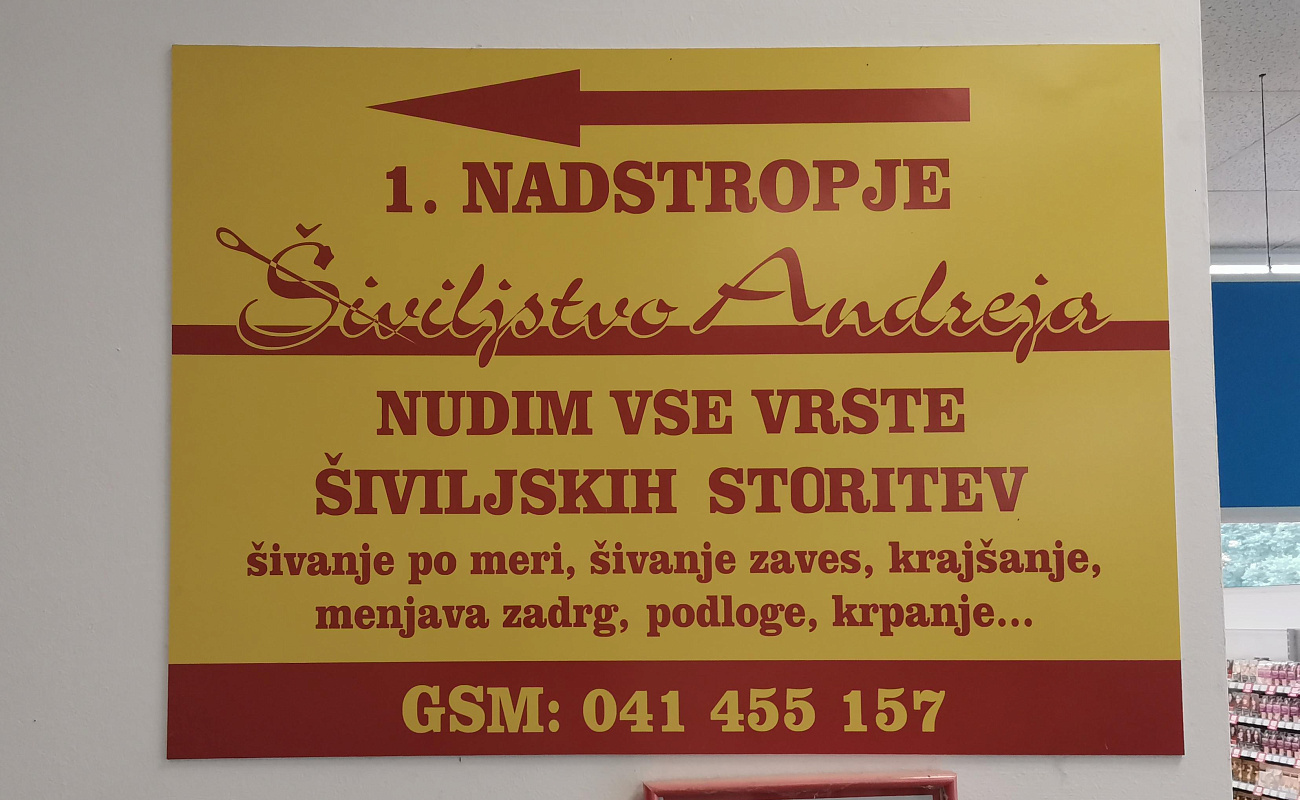 1. NADSTROPJE
Šiviljstvo Andreja
NUDIM VSE VRSTE
ŠIVILJSKIH STORITEV
šivanje po meri, šivanje zaves, krajšanje,
menjava zadrg, podloge, krpanje...
GSM: 041 455 157